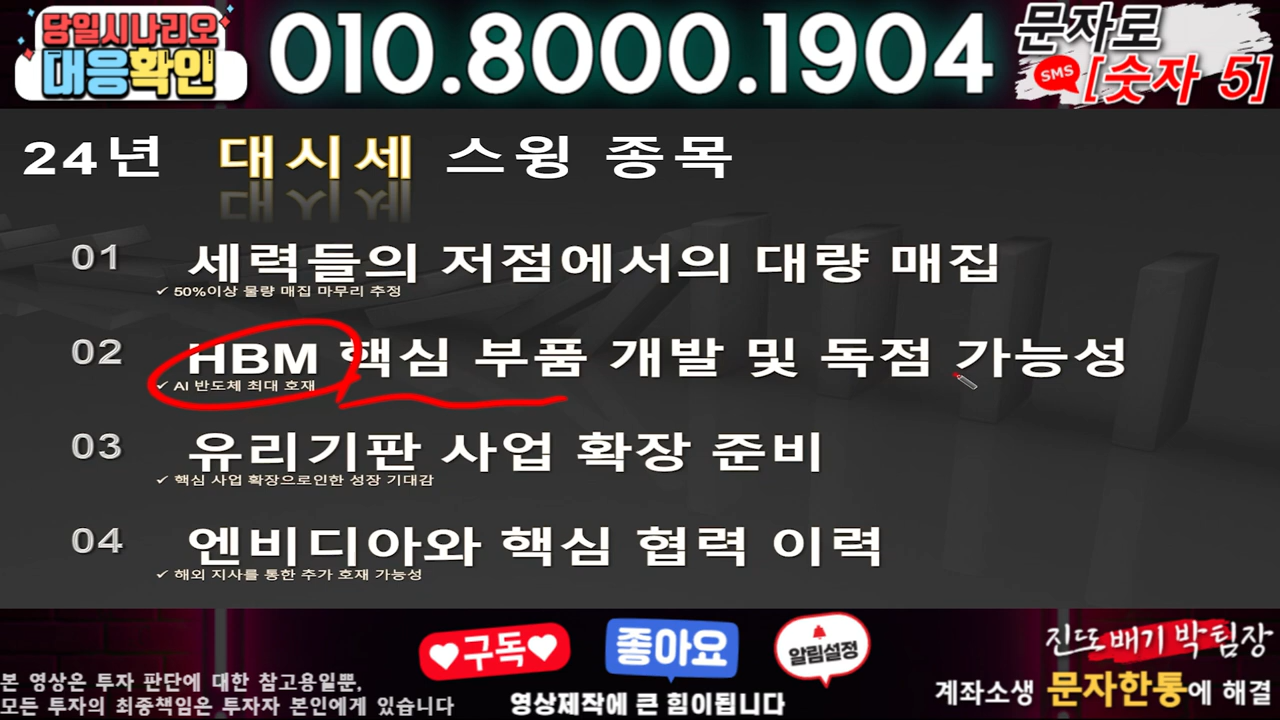 당일시나리오
대응확인
010.8000.1904
문자로
SMS
[숫자 5]
24년 대시세 스윙 종목
01 세력들의 저점에서의 대량 매집
✓ 50%이상 물량 매집 마무리 추정
02 HBM 핵심 부품 개발 및 독점 가능성
✓ AI 반도체 최대 호재
03 유리기판 사업 확장 준비
✓ 핵심 사업 확장으로인한 성장 기대감
04 엔비디아와 핵심 협력 이력
✓ 해외 지사를 통한 추가 호재 가능성
구독
좋아요
알림설정
본 영상은 투자 판단에 대한 참고용일뿐,
모든 투자의 최종책임은 투자자 본인에게 있습니다
영상제작에 큰 힘이됩니다
진또배기 박팀장
계좌소생 문자한통에 해결